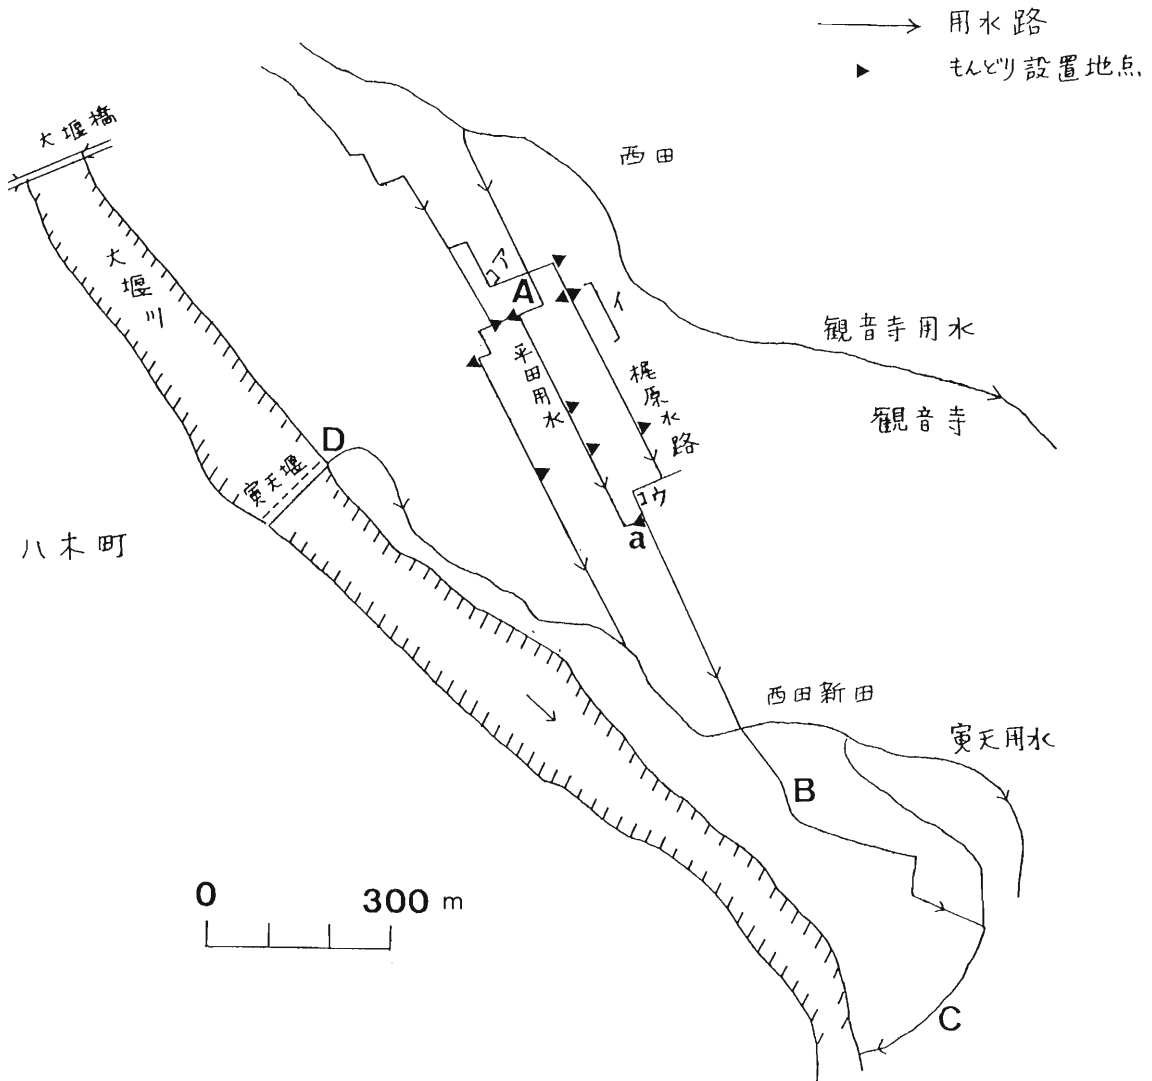 用水路
もんどり設置地点
大堰橋
西田
大堰川
コア
A
イ
観音寺用水
平田用水
梶原水路
観音寺
D
寅天堰
コウ
a
八木町
西田新田
寅天用水
B
0 300 m
C